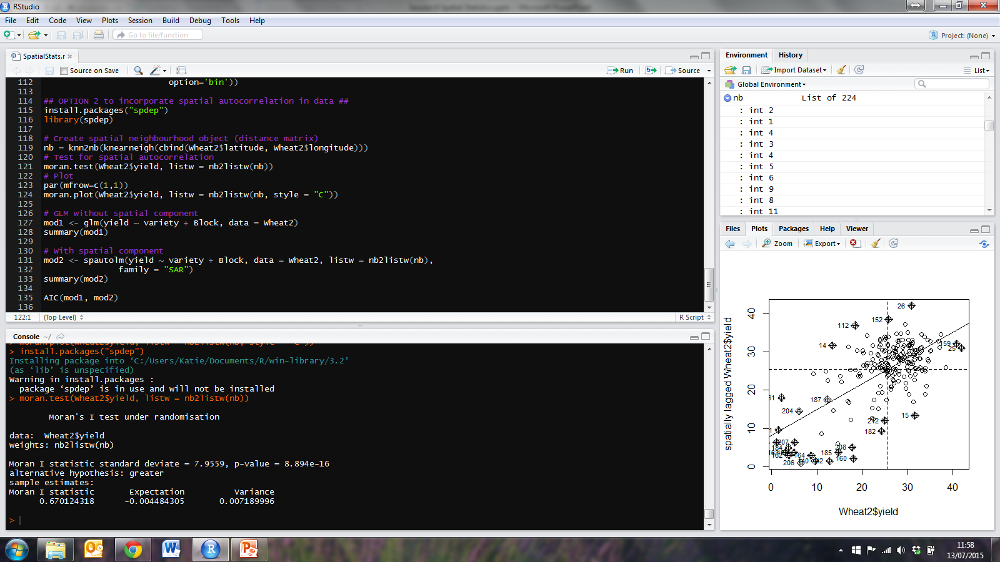 RStudio
File Edit Code View Plots Session Build Debug Tools Help
Go to file/function
Project: (None)
SpatialStats.r
Source on Save
Run
Source
112 option='bin'))
113
114 ## OPTION 2 to incorporate spatial autocorrelation in data ##
115 install.packages("spdep")
116 library(spdep)
117
118 # Create spatial neighbourhood object (distance matrix)
119 nb = knn2nb(knearneigh(cbind(Wheat2$latitude, Wheat2$longitude)))
120 # Test for spatial autocorrelation
121 moran.test(Wheat2$yield, listw = nb2listw(nb))
122 # Plot
123 par(mfrow=c(1,1))
124 moran.plot(Wheat2$yield, listw = nb2listw(nb, style = "C"))
125
126 # GLM without spatial component
127 mod1 <- glm(yield ~ variety + Block, data = Wheat2)
128 summary(mod1)
129
130 # With spatial component
131 mod2 <- spautolm(yield ~ variety + Block, data = Wheat2, listw = nb2listw(nb),
132 family = "SAR")
133 summary(mod2)
134
135 AIC(mod1, mod2)
136
122:1 (Top Level) R Script
Console ~/
> moran.plot(Wheat2$yield, listw = nb2listw(nb, style = "C"))
> install.packages("spdep")
Installing package into ‘C:/Users/Katie/Documents/R/win-library/3.2’
(as ‘lib’ is unspecified)
Warning in install.packages :
package ‘spdep’ is in use and will not be installed
> moran.test(Wheat2$yield, listw = nb2listw(nb))
Moran's I test under randomisation
data: Wheat2$yield
weights: nb2listw(nb)
Moran I statistic standard deviate = 7.9559, p-value = 8.894e-16
alternative hypothesis: greater
sample estimates:
Moran I statistic Expectation Variance
0.670124318 -0.004484305 0.007189996
>
Environment History
Import Dataset
List
Global Environment
nb List of 224
: int 2
: int 1
: int 4
: int 3
: int 4
: int 5
: int 6
: int 9
: int 8
: int 11
Files Plots Packages Help Viewer
Zoom Export
spatially lagged Wheat2$yield
40
30
20
10
0
26
152
112
14
159
25
61
187
204
15
212
182
1
207
184
208
185
164
162
160
206
0 10 20 30 40
Wheat2$yield
11:58
13/07/2015